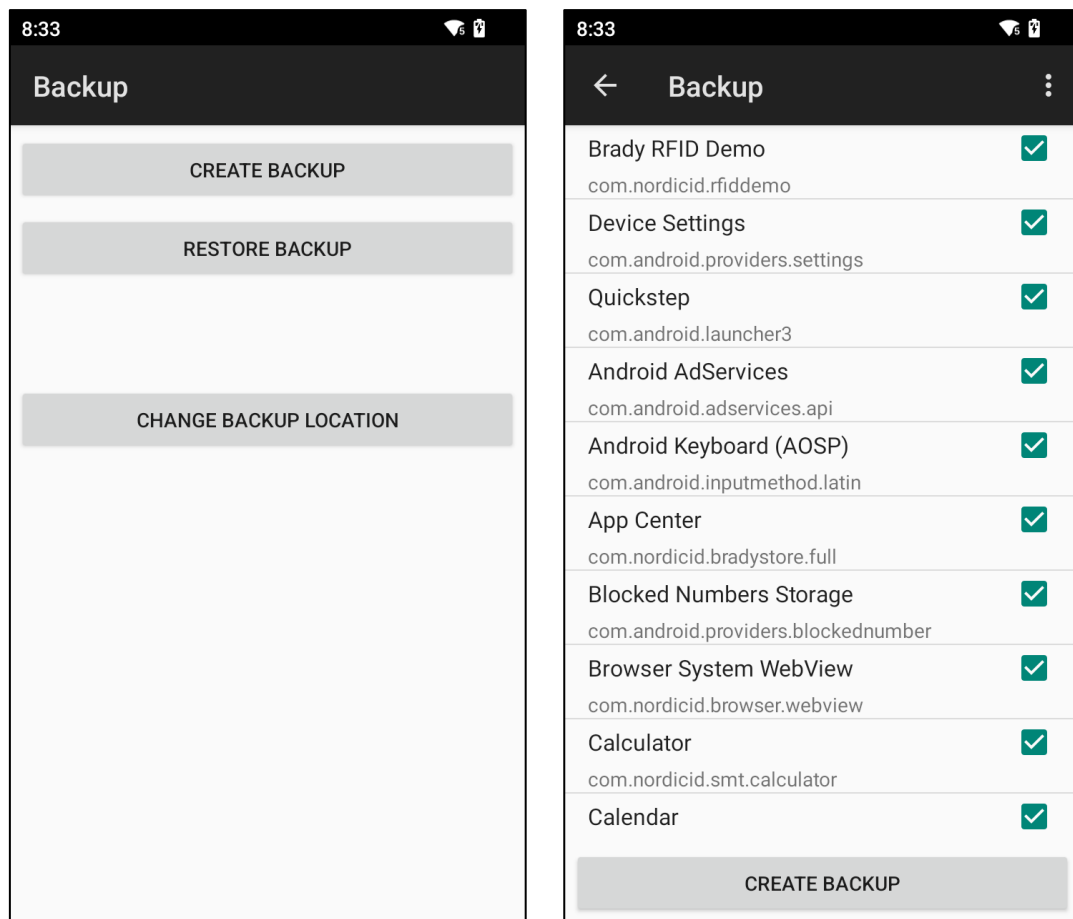 8:33
5
Backup
CREATE BACKUP
RESTORE BACKUP
CHANGE BACKUP LOCATION
8:33
5
Backup
Brady RFID Demo
com.nordicid.rfiddemo
Device Settings
com.android.providers.settings
Quickstep
com.android.launcher3
Android AdServices
com.android.adservices.api
Android Keyboard (AOSP)
com.android.inputmethod.latin
App Center
com.nordicid.bradystore.full
Blocked Numbers Storage
com.android.providers.blockednumber
Browser System WebView
com.nordicid.browser.webview
Calculator
com.nordicid.smt.calculator
Calendar
CREATE BACKUP